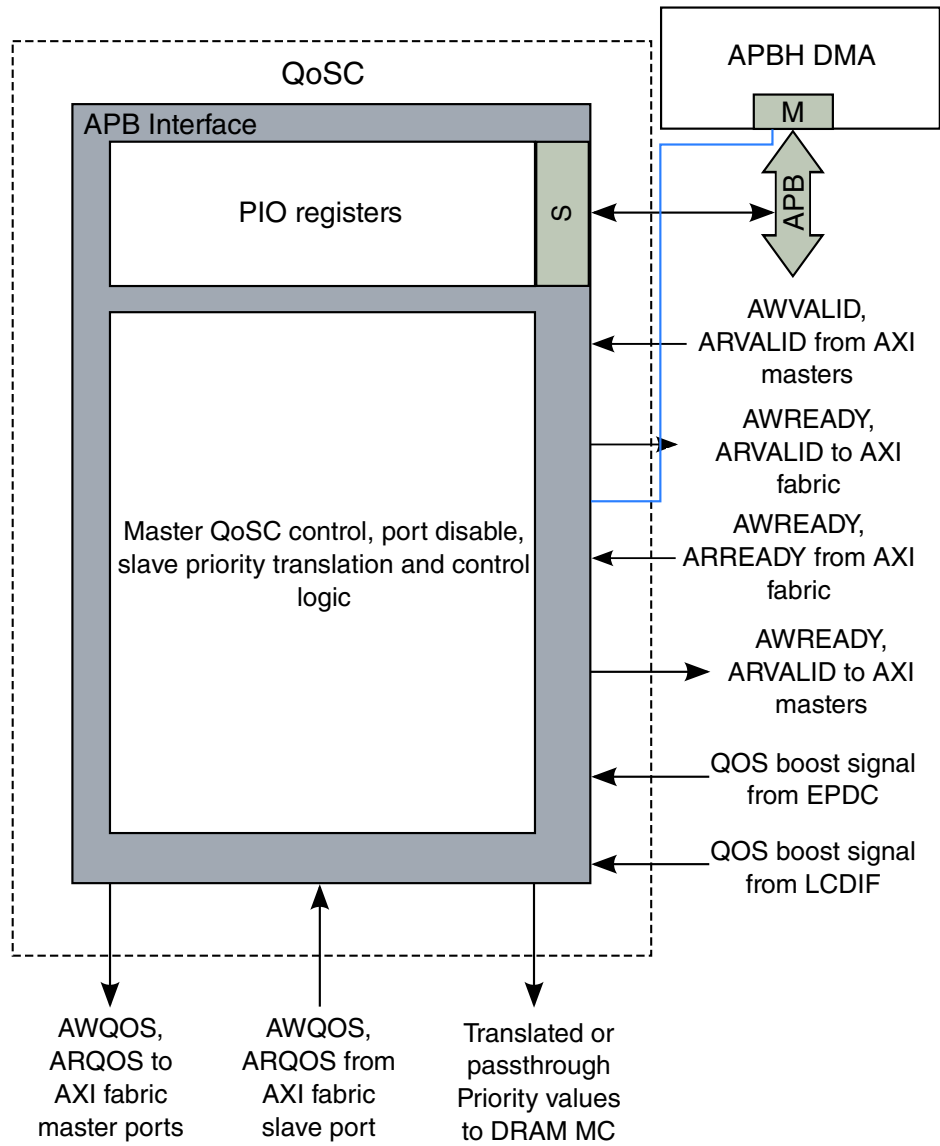 QoSC
APB Interface
PIO registers
S
APBH DMA
M
APB
AWVALID,
ARVALID from AXI
masters
AWREADY,
ARVALID to AXI
fabric
Master QoSC control, port disable,
slave priority translation and control
logic
AWREADY,
ARREADY from AXI
fabric
AWREADY,
ARVALID to AXI
masters
QOS boost signal
from EPDC
QOS boost signal
from LCDIF
AWQOS,
ARQOS to
AXI fabric
master ports
AWQOS,
ARQOS from
AXI fabric
slave port
Translated or
passthrough
Priority values
to DRAM MC